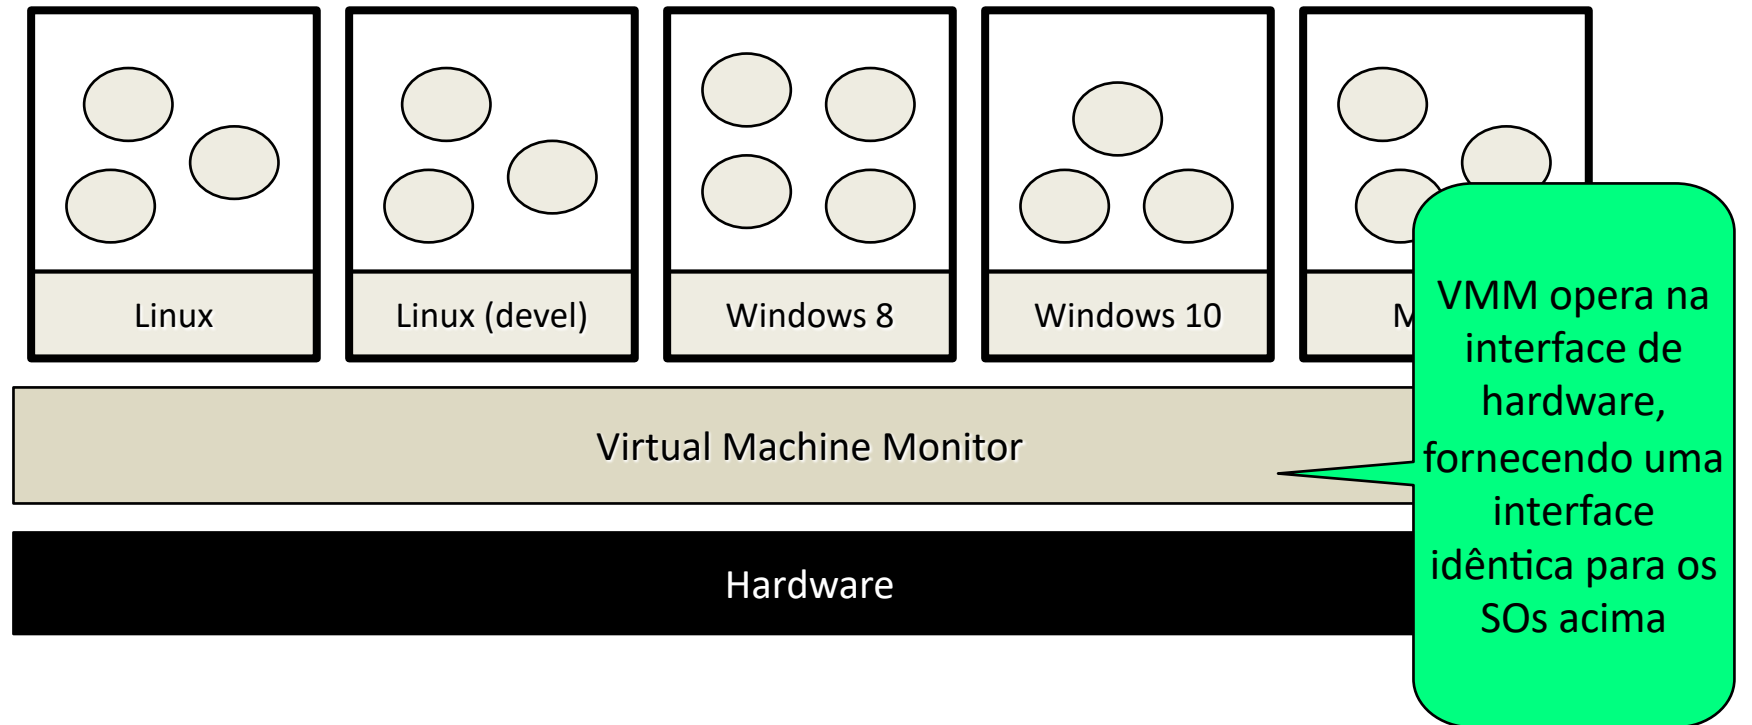 Linux
Linux (devel)
Windows 8
Windows 10
VMM opera na
interface de
hardware,
fornecendo uma
interface
idêntica para os
SOs acima
Virtual Machine Monitor
Hardware